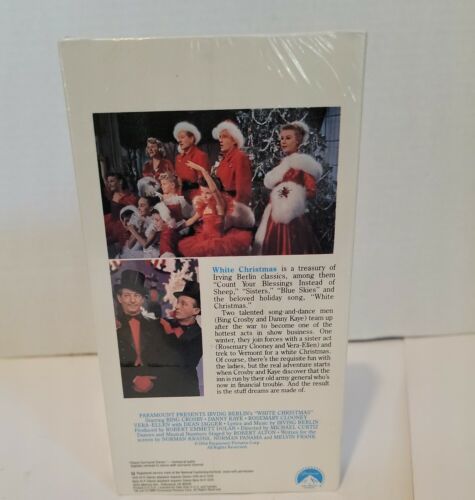 White Christmas is a treasury of
Irving Berlin classics, among them
"Count Your Blessings Instead of
Sheep," "Sisters," "Blue Skies" and
the beloved holiday song, "White
Christmas."
Two talented song-and-dance men
(Bing Crosby and Danny Kaye) team up
after the war to become one of the
hottest acts in show business. One
winter, they join forces with a sister act
(Rosemary Clooney and Vera-Ellen) and
trek to Vermont for a white Christmas.
Of course, there's the requisite fun with
the ladies, but the real adventure starts
when Crosby and Kaye discover that the
inn is run by their old army general who's
now in financial trouble. And the result
is the stuff dreams are made of.
PARAMOUNT PRESENTS IRVING BERLIN'S "WHITE CHRISTMAS"
STARRING BING CROSBY · DANNY KAYE · ROSEMARY CLOONEY
VERA-ELLEN with DEAN JAGGER · Lyrics and Music by IRVING BERLIN
Produced by ROBERT EMMETT DOLAN · Directed by MICHAEL CURTIZ
Dances and Musical Numbers Staged by ROBERT ALTON · Written for the
screen by NORMAN KRASNA, NORMAN PANAMA and MELVIN FRANK